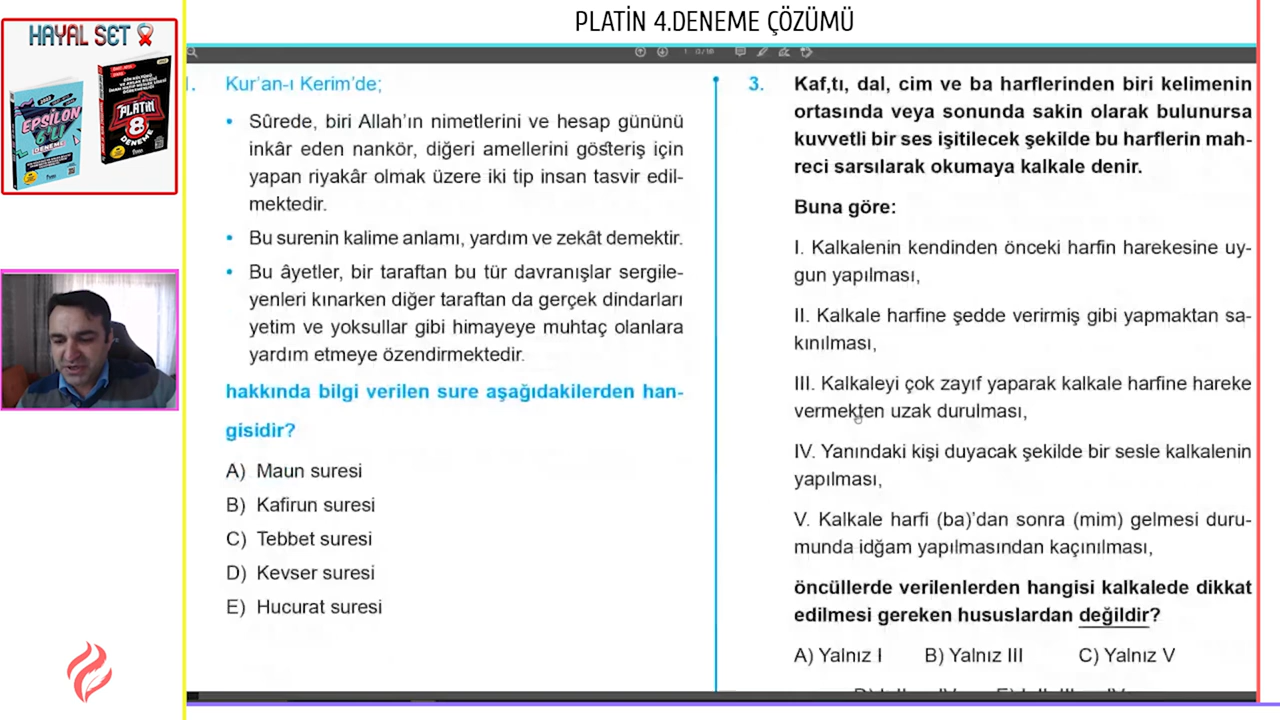 PLATİN 4.DENEME ÇÖZÜMÜ
HAYAL SET
EPSİLON
6'LI
DENEME
PLATİN
8
DENEME
1. Kur'an-ı Kerim'de;
• Sûrede, biri Allah'ın nimetlerini ve hesap gününü
inkâr eden nankör, diğeri amellerini gösteriş için
yapan riyakâr olmak üzere iki tip insan tasvir edil-
mektedir.
• Bu surenin kalime anlamı, yardım ve zekât demektir.
• Bu âyetler, bir taraftan bu tür davranışlar sergile-
yenleri kınarken diğer taraftan da gerçek dindarları
yetim ve yoksullar gibi himayeye muhtaç olanlara
yardım etmeye özendirmektedir.
hakkında bilgi verilen sure aşağıdakilerden han-
gisidir?
A) Maun suresi
B) Kafirun suresi
C) Tebbet suresi
D) Kevser suresi
E) Hucurat suresi
3. Kaf,tı, dal, cim ve ba harflerinden biri kelimenin
ortasında veya sonunda sakin olarak bulunursa
kuvvetli bir ses işitilecek şekilde bu harflerin mah-
reci sarsılarak okumaya kalkale denir.
Buna göre:
I. Kalkalenin kendinden önceki harfin harekesine uy-
gun yapılması,
II. Kalkale harfine şedde verirmiş gibi yapmaktan sa-
kınılması,
III. Kalkaleyi çok zayıf yaparak kalkale harfine hareke
vermekten uzak durulması,
IV. Yanındaki kişi duyacak şekilde bir sesle kalkalenin
yapılması,
V. Kalkale harfi (ba)'dan sonra (mim) gelmesi duru-
munda idğam yapılmasından kaçınılması,
öncüllerde verilenlerden hangisi kalkalede dikkat
edilmesi gereken hususlardan değildir?
A) Yalnız I B) Yalnız III C) Yalnız V